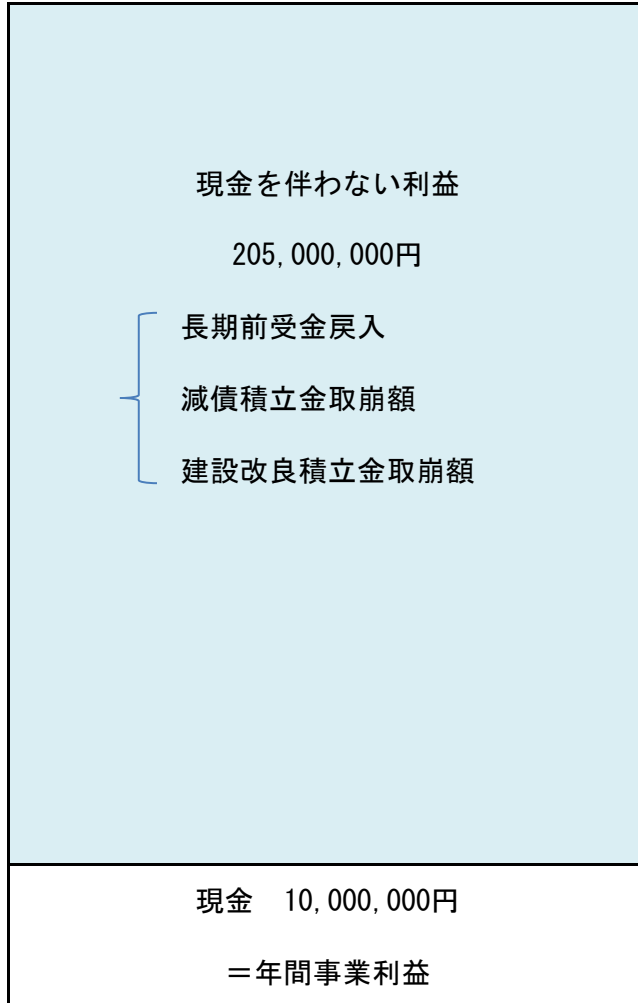 現金を伴わない利益
205,000,000円
長期前受金戻入
減債積立金取崩額
建設改良積立金取崩額
現金　10,000,000円
＝年間事業利益